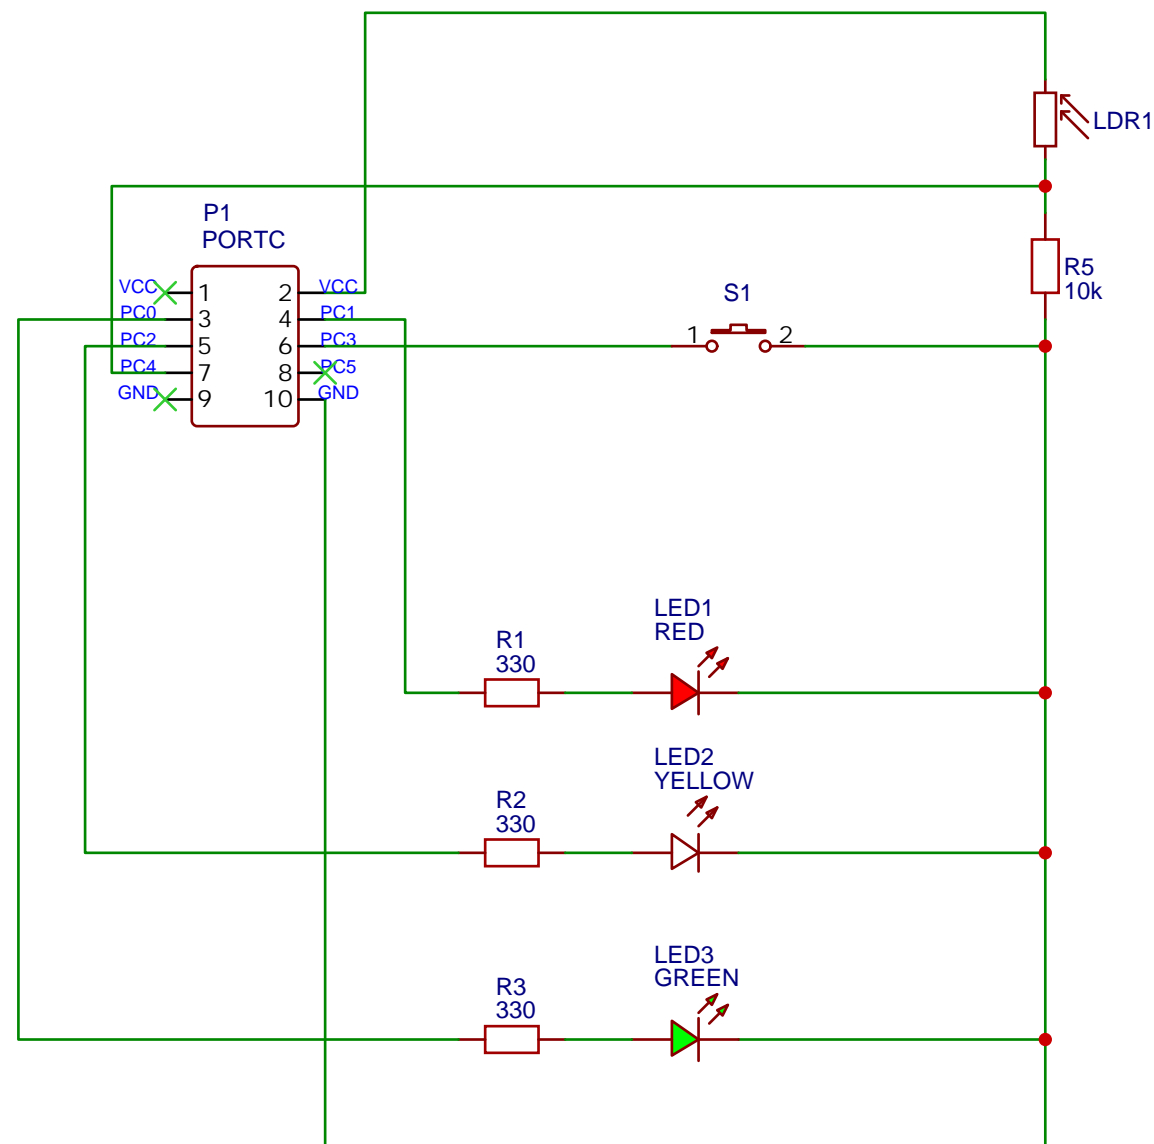 LDR1
P1
PORTC
VCC 1 2 VCC
PC0 3 4 PC1
PC2 5 6 PC3
PC4 7 8 PC5
GND 9 10 GND
R5
10k
S1
1 2
LED1
RED
R1
330
LED2
YELLOW
R2
330
LED3
GREEN
R3
330